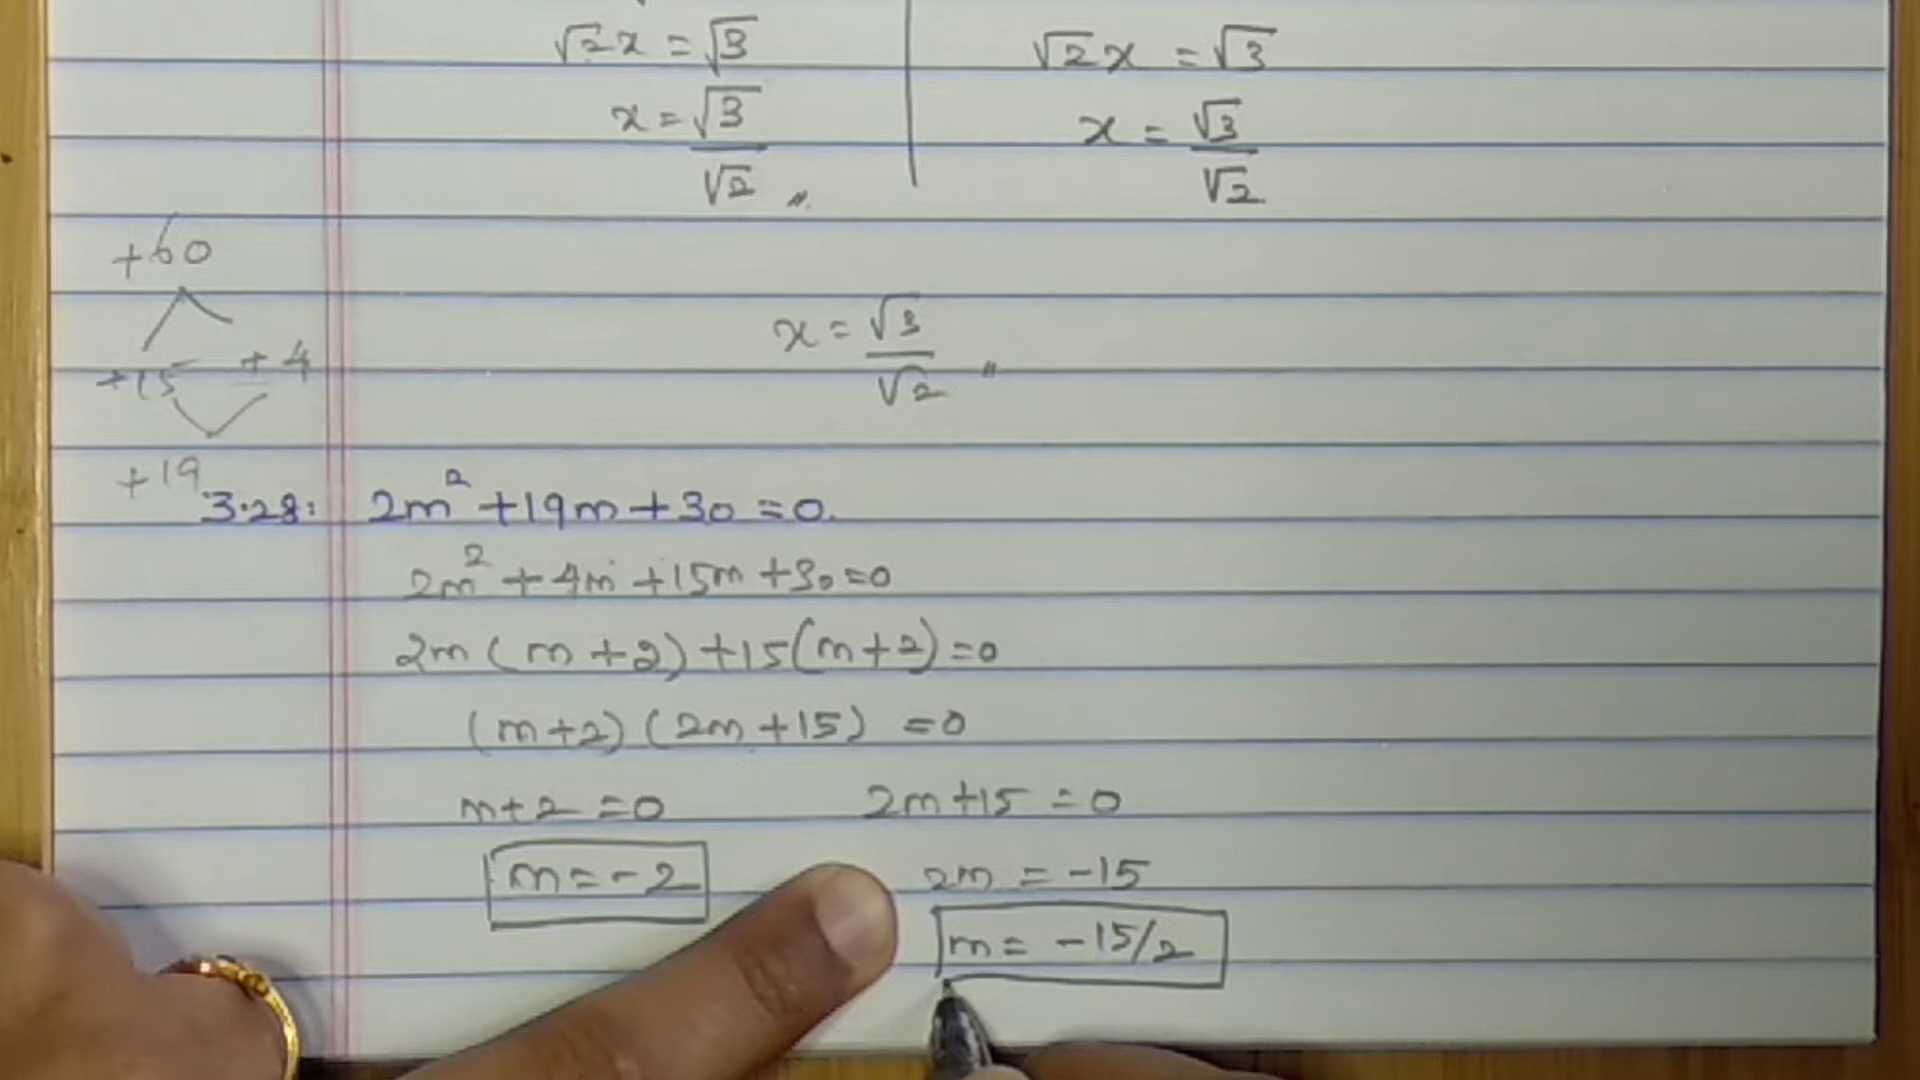 √2x = √3 √2x = √3
x = √3/√2 〃 x = √3/√2
+60
x = √3/√2 〃
+15 +4
+19
3.28: 2m² + 19m + 30 = 0.
2m² + 4m + 15m + 30 = 0
2m (m + 2) + 15(m + 2) = 0
(m+2) (2m + 15) = 0
m+2 = 0 2m+15 = 0
m = -2 2m = -15
m = -15/2